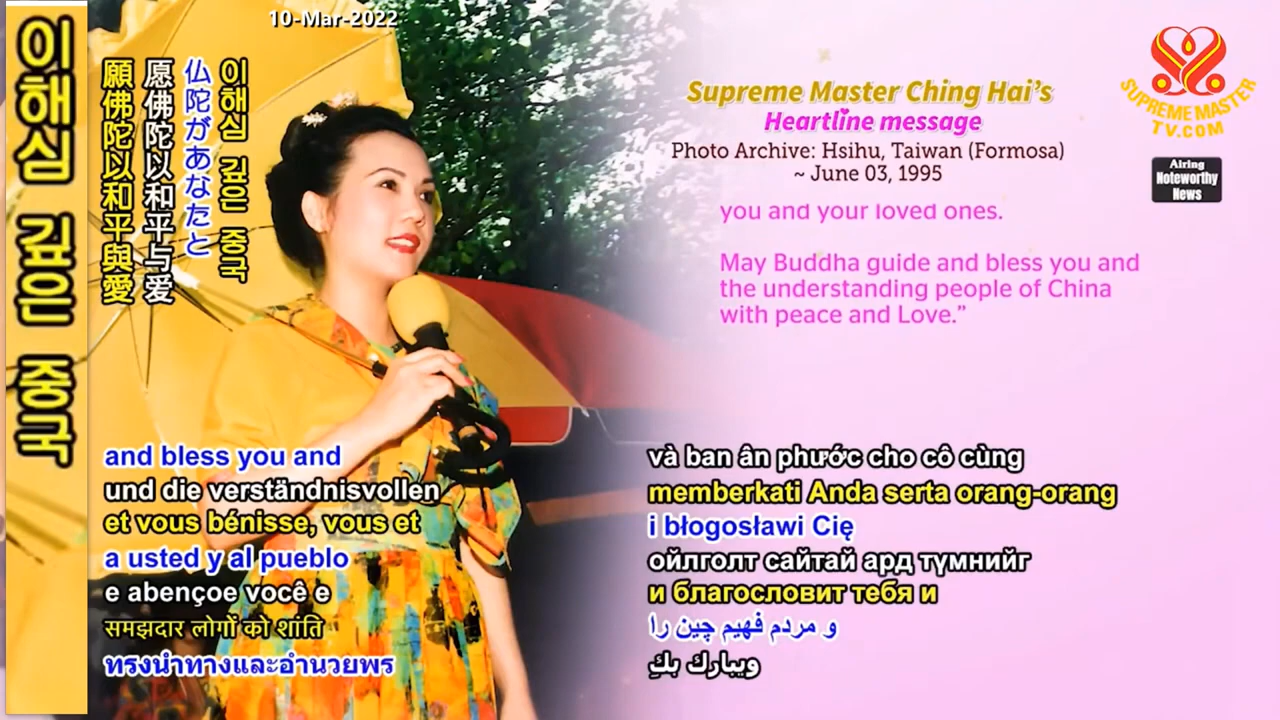 10-Mar-2022
이해심 깊은 중국
이해심 깊은 중국
仏陀があなたと
愿佛陀以和平与爱
願佛陀以和平與愛
Supreme Master Ching Hai’s
Heartline message
Photo Archive: Hsihu, Taiwan (Formosa)
~ June 03, 1995
SUPREME MASTER
TV.COM
Airing
Noteworthy
News
you and your loved ones.
May Buddha guide and bless you and
the understanding people of China
with peace and Love.”
and bless you and
und die verständnisvollen
et vous bénisse, vous et
a usted y al pueblo
e abençoe você e
समझदार लोगों को शांति
ทรงนำทางและอำนวยพร
và ban ân phước cho cô cùng
memberkati Anda serta orang-orang
i błogosławi Cię
ойлголт сайтай ард түмнийг
и благословит тебя и
و مردم فهیم چین را
ويبارك بكِ